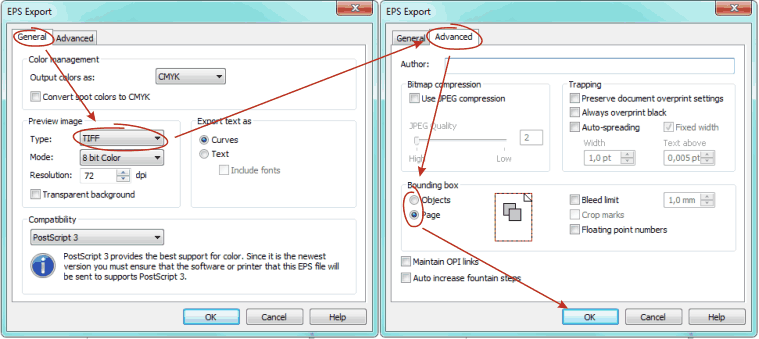 EPS Export
General
Advanced
Color management
Output colors as:
CMYK
Convert spot colors to CMYK
Preview image
Type:
TIFF
Mode:
8 bit Color
Resolution:
72
dpi
Transparent background
Export text as
Curves
Text
Include fonts
Compatibility
PostScript 3
PostScript 3 provides the best support for color. Since it is the newest
version you must ensure that the software or printer that this EPS file will
be sent to supports PostScript 3.
OK
Cancel
Help
EPS Export
General
Advanced
Author:
Bitmap compression
Use JPEG compression
JPEG Quality
2
High
Low
Trapping
Preserve document overprint settings
Always overprint black
Auto-spreading
Fixed width
Width
Text above
1,0 pt
0,005 pt
Bounding box
Objects
Page
Bleed limit
1,0 mm
Crop marks
Floating point numbers
Maintain OPI links
Auto increase fountain steps
OK
Cancel
Help